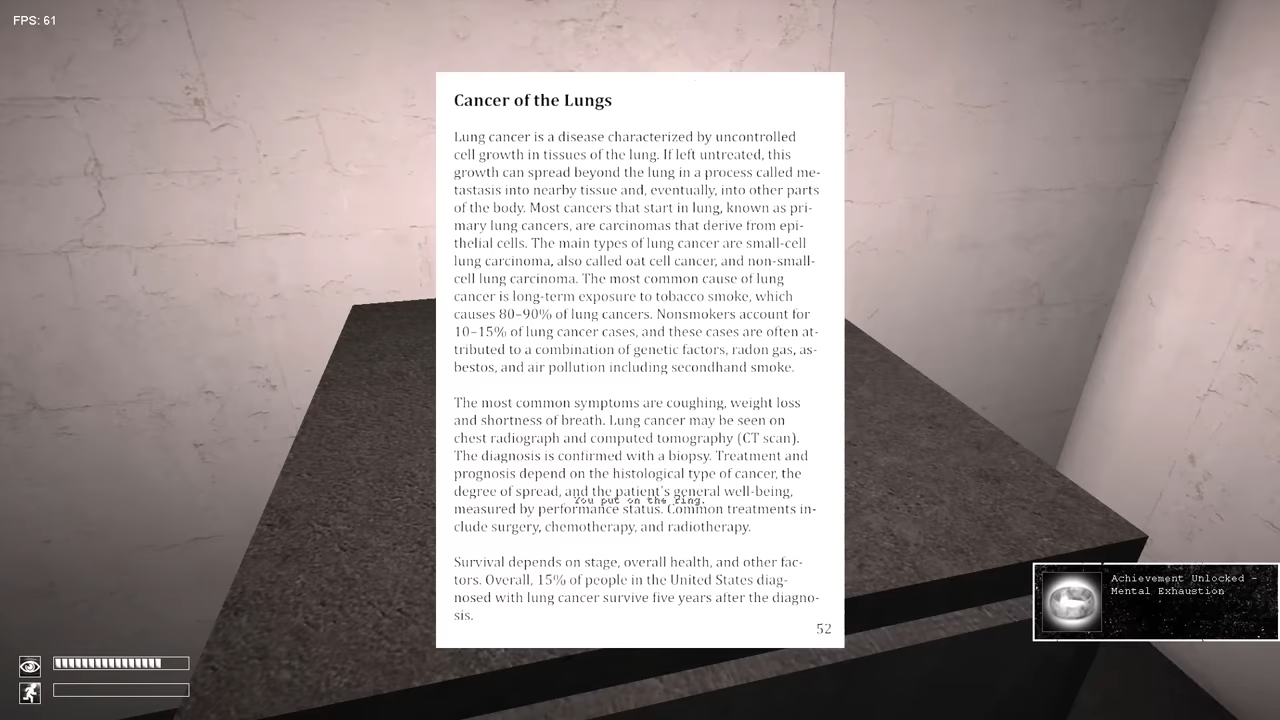 FPS: 61
Cancer of the Lungs
Lung cancer is a disease characterized by uncontrolled
cell growth in tissues of the lung. If left untreated, this
growth can spread beyond the lung in a process called me-
tastasis into nearby tissue and, eventually, into other parts
of the body. Most cancers that start in lung, known as pri-
mary lung cancers, are carcinomas that derive from epi-
thelial cells. The main types of lung cancer are small-cell
lung carcinoma, also called oat cell cancer, and non-small-
cell lung carcinoma. The most common cause of lung
cancer is long-term exposure to tobacco smoke, which
causes 80–90% of lung cancers. Nonsmokers account for
10–15% of lung cancer cases, and these cases are often at-
tributed to a combination of genetic factors, radon gas, as-
bestos, and air pollution including secondhand smoke.
The most common symptoms are coughing, weight loss
and shortness of breath. Lung cancer may be seen on
chest radiograph and computed tomography (CT scan).
The diagnosis is confirmed with a biopsy. Treatment and
prognosis depend on the histological type of cancer, the
degree of spread, and the patient's general well-being,
You put on the ring.
measured by performance status. Common treatments in-
clude surgery, chemotherapy, and radiotherapy.
Survival depends on stage, overall health, and other fac-
tors. Overall, 15% of people in the United States diag-
nosed with lung cancer survive five years after the diagno-
sis.
52
Achievement Unlocked -
Mental Exhaustion